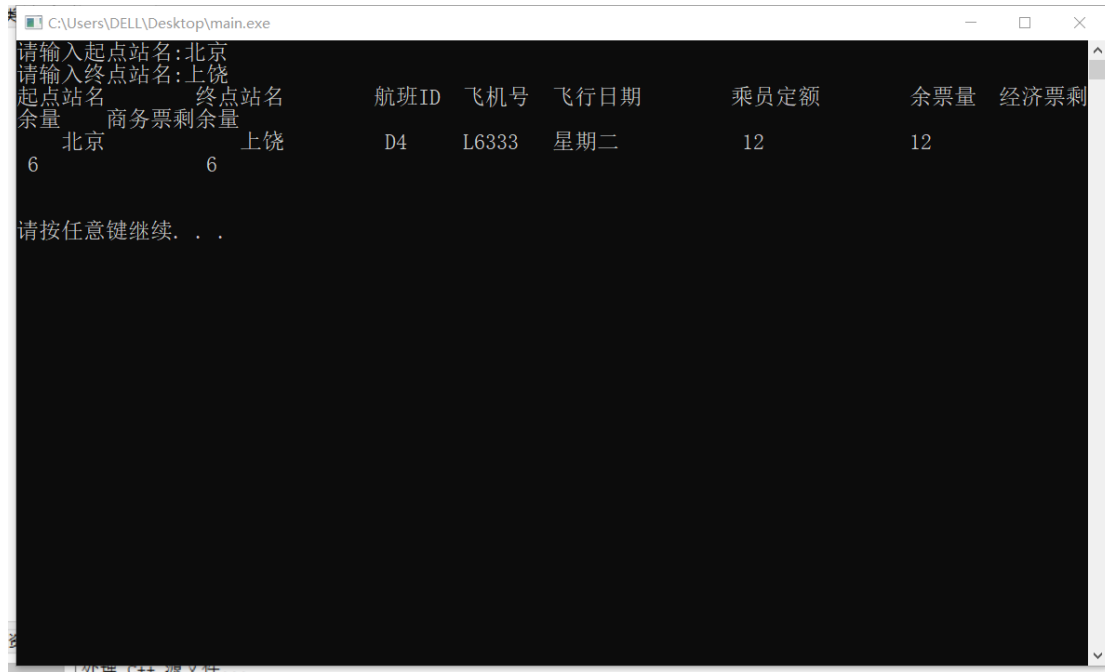 C:\Users\DELL\Desktop\main.exe
请输入起点站名:北京
请输入终点站名:上饶
起点站名 终点站名 航班ID 飞机号 飞行日期 乘员定额 余票量 经济票剩
余量 商务票剩余量
北京 上饶 D4 L6333 星期二 12 12
6 6
请按任意键继续. . .